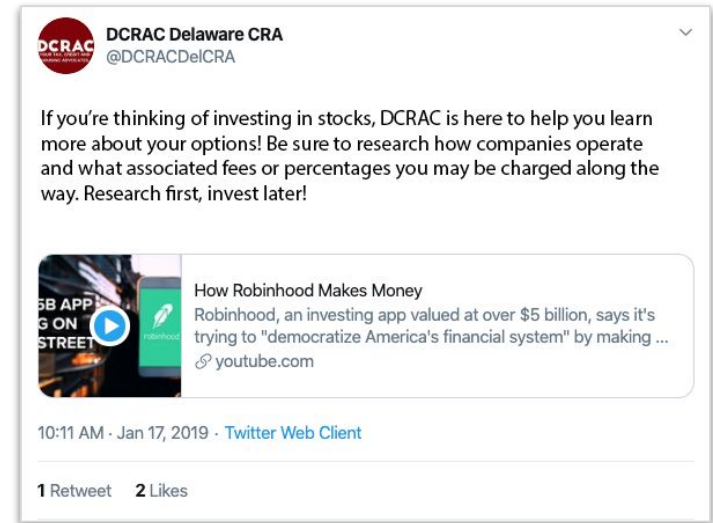 DCRAC
DCRAC Delaware CRA
@DCRACDelCRA
If you're thinking of investing in stocks, DCRAC is here to help you learn
more about your options! Be sure to research how companies operate
and what associated fees or percentages you may be charged along the
way. Research first, invest later!
5B APP
G ON
STREET
robinhood
How Robinhood Makes Money
Robinhood, an investing app valued at over $5 billion, says it's
trying to "democratize America's financial system" by making ...
youtube.com
10:11 AM · Jan 17, 2019 · Twitter Web Client
1 Retweet 2 Likes